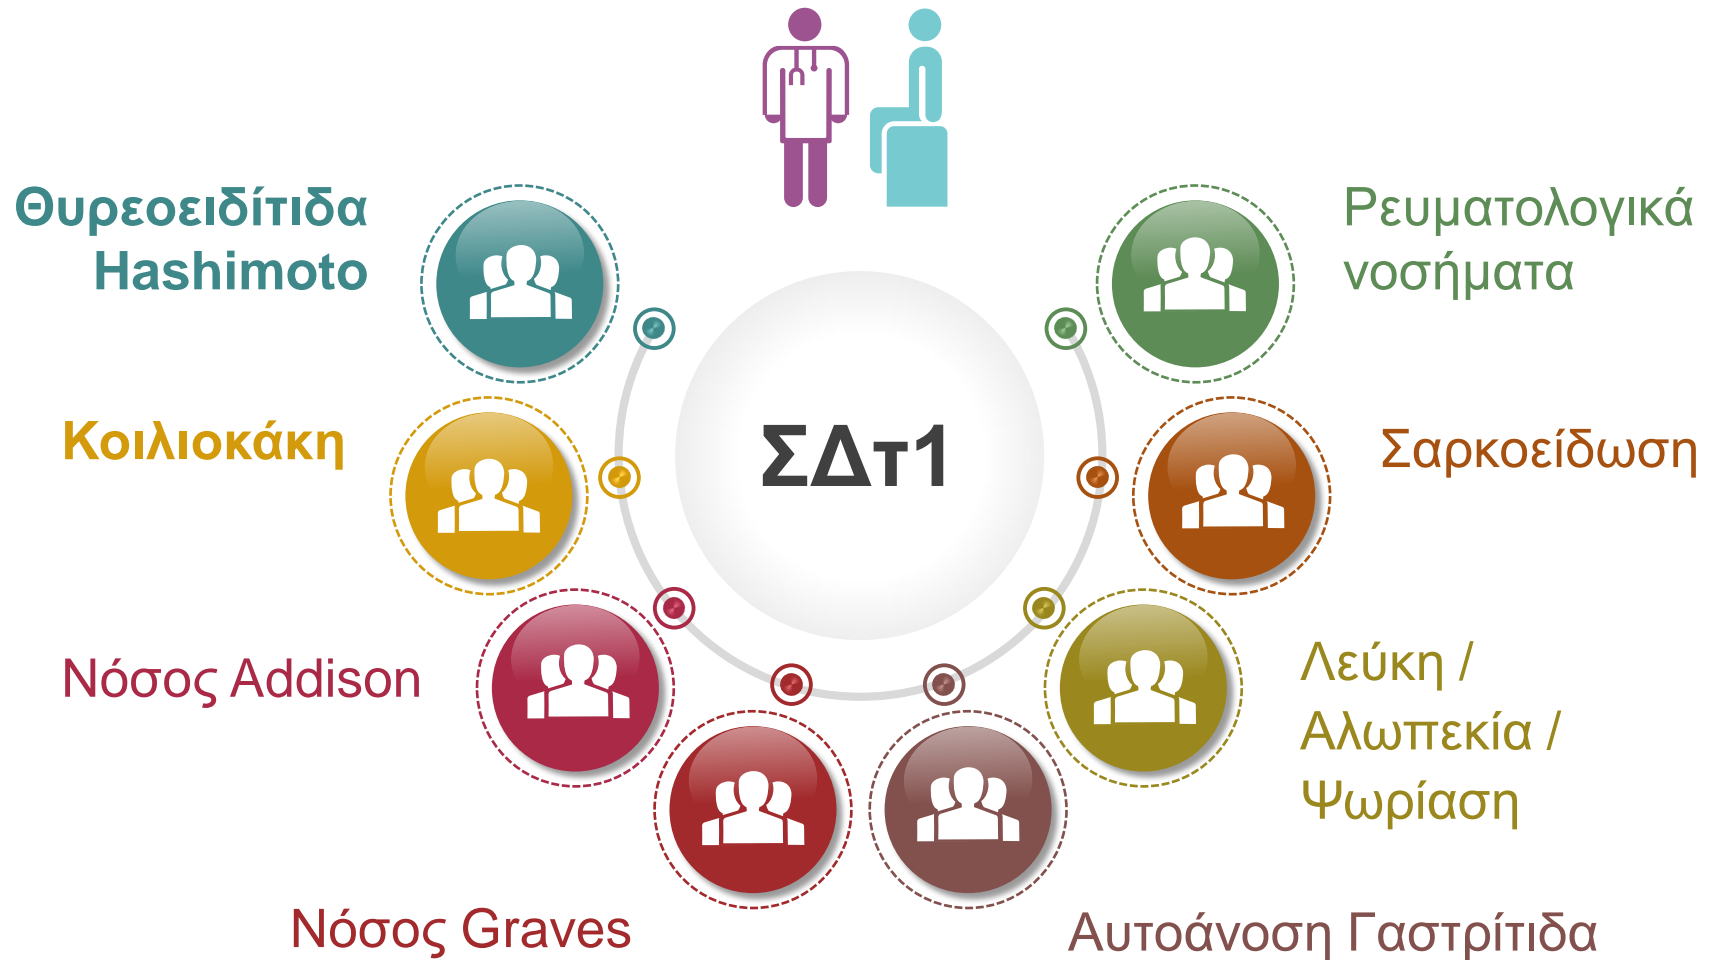 Θυρεοειδίτιδα
Hashimoto
Κοιλιοκάκη
Νόσος Addison
Νόσος Graves
ΣΔτ1
Ρευματολογικά
νοσήματα
Σαρκοείδωση
Λεύκη /
Αλωπεκία /
Ψωρίαση
Αυτοάνοση Γαστρίτιδα